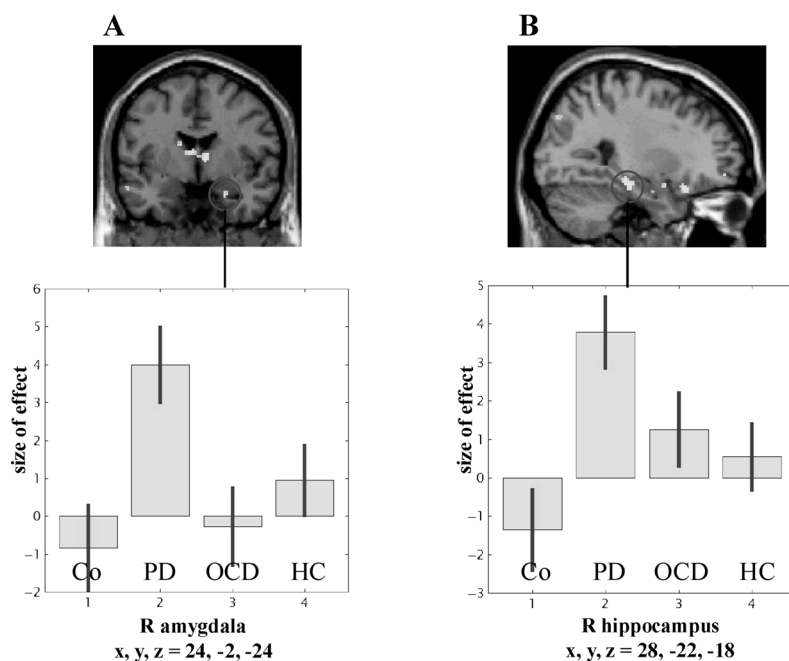 A
B
6
5
4
3
2
1
0
−1
−2
size of effect
Co PD OCD HC
1 2 3 4
R amygdala
x, y, z = 24, -2, -24
5
4
3
2
1
0
−1
−2
−3
size of effect
Co PD OCD HC
1 2 3 4
R hippocampus
x, y, z = 28, -22, -18